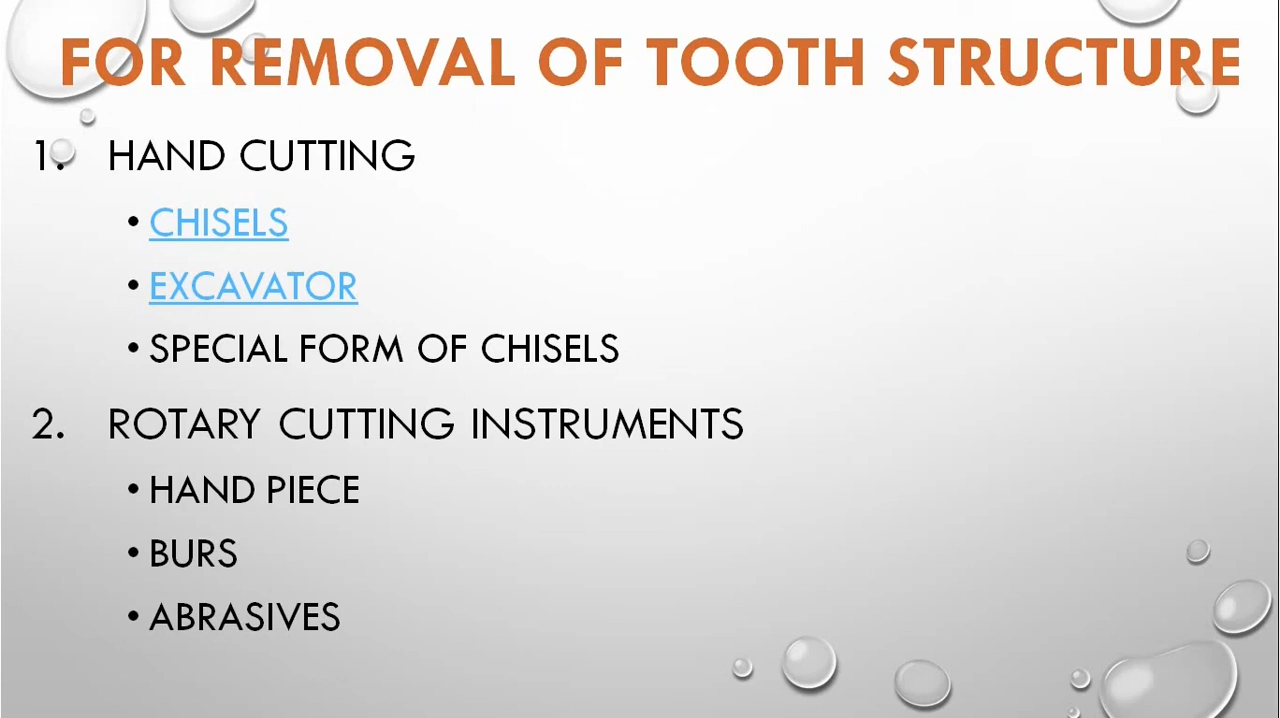 FOR REMOVAL OF TOOTH STRUCTURE
1. HAND CUTTING
• CHISELS
• EXCAVATOR
• SPECIAL FORM OF CHISELS
2. ROTARY CUTTING INSTRUMENTS
• HAND PIECE
• BURS
• ABRASIVES